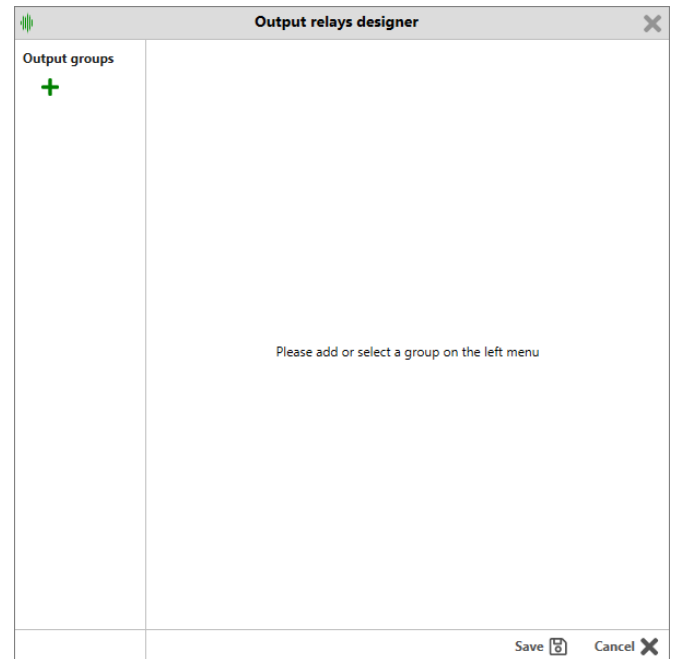 Output relays designer
Output groups
Please add or select a group on the left menu
Save
Cancel